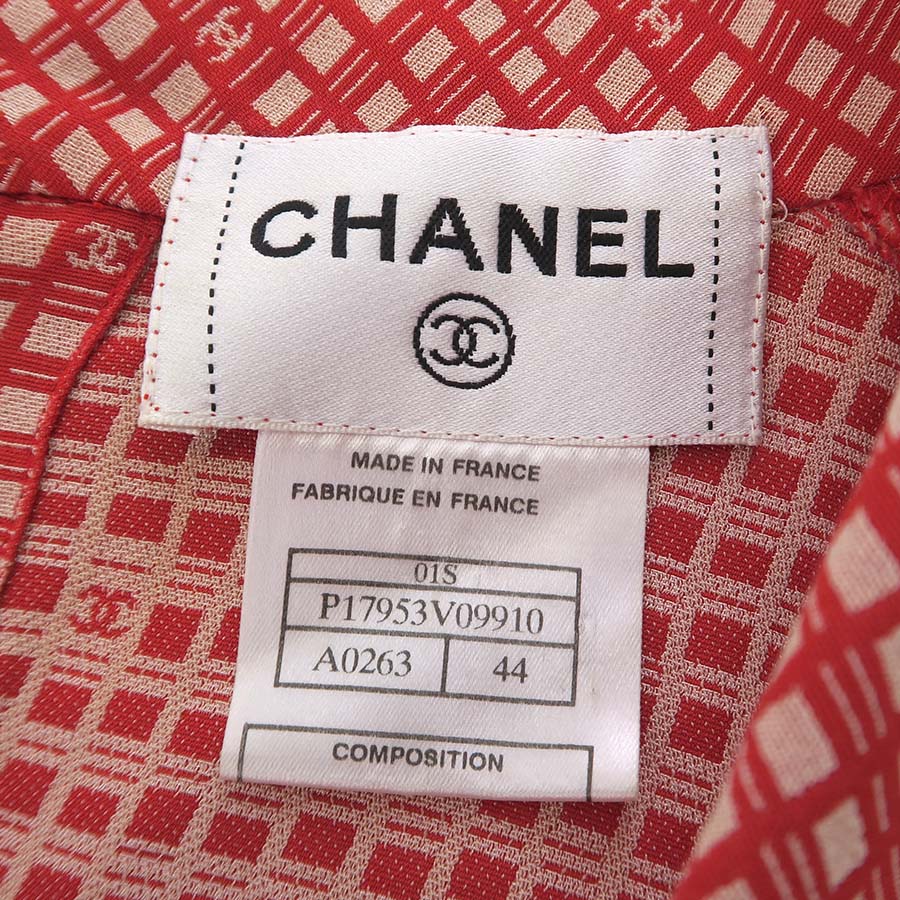 CHANEL
MADE IN FRANCE
FABRIQUE EN FRANCE
01S
P17953V09910
A0263 44
COMPOSITION